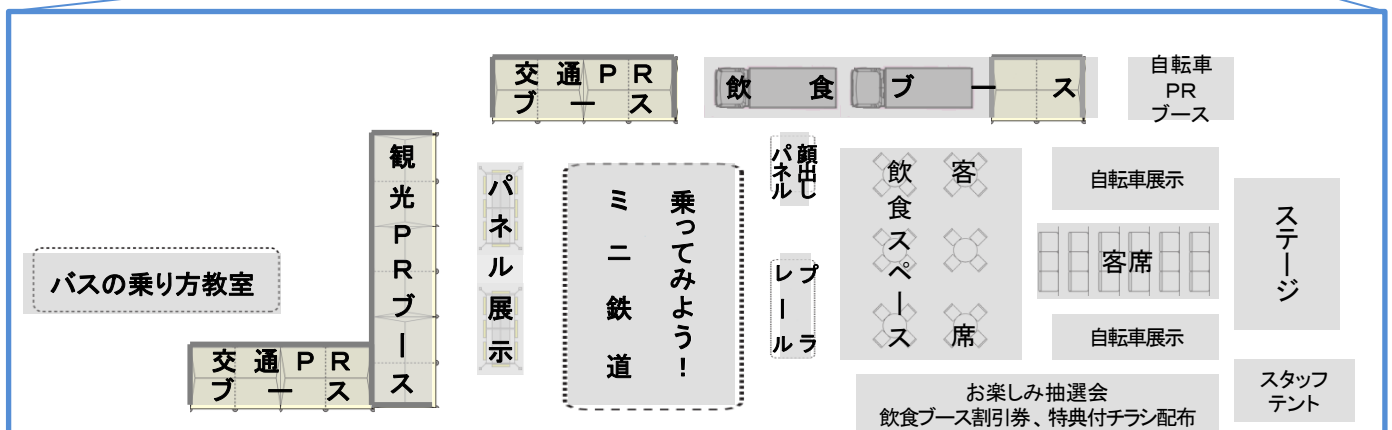 交通PR
ブース
飲食ブース
自転車
PR
ブース
観光PRブース
パネル展示
乗ってみよう!
ミニ鉄道
顔出し
パネル
プラ
レール
客席
飲食スペース
自転車展示
客席
自転車展示
ステージ
バスの乗り方教室
交通PR
ブース
お楽しみ抽選会
飲食ブース割引券、特典付チラシ配布
スタッフ
テント